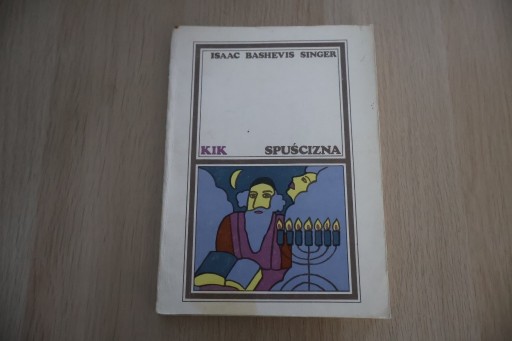 ISAAC BASHEVIS SINGER
KIK SPUŚCIZNA